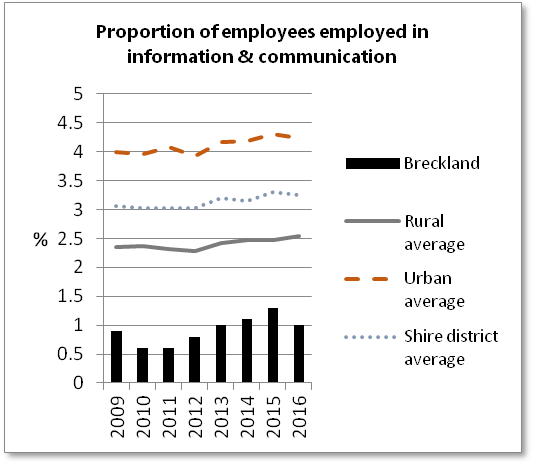 Proportion of employees employed in
information & communication
5
4.5
4
3.5
3
2.5
2
1.5
1
0.5
0
%
2009
2010
2011
2012
2013
2014
2015
2016
Breckland
Rural
average
Urban
average
Shire district
average